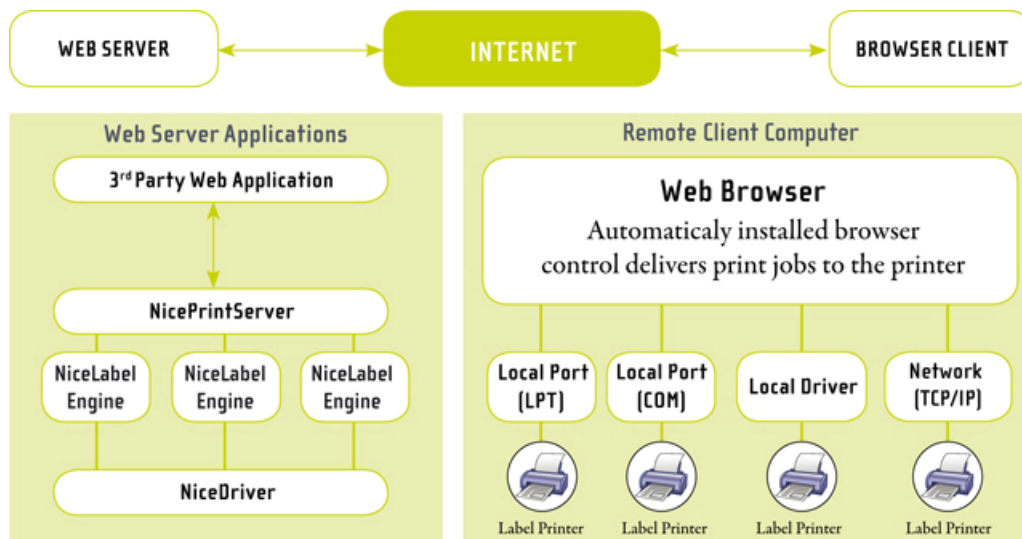 WEB SERVER
INTERNET
BROWSER CLIENT
Web Server Applications
3rd Party Web Application
NicePrintServer
NiceLabel
Engine
NiceLabel
Engine
NiceLabel
Engine
NiceDriver
Remote Client Computer
Web Browser
Automaticaly installed browser
control delivers print jobs to the printer
Local Port
(LPT)
Local Port
(COM)
Local Driver
Network
(TCP/IP)
Label Printer
Label Printer
Label Printer
Label Printer